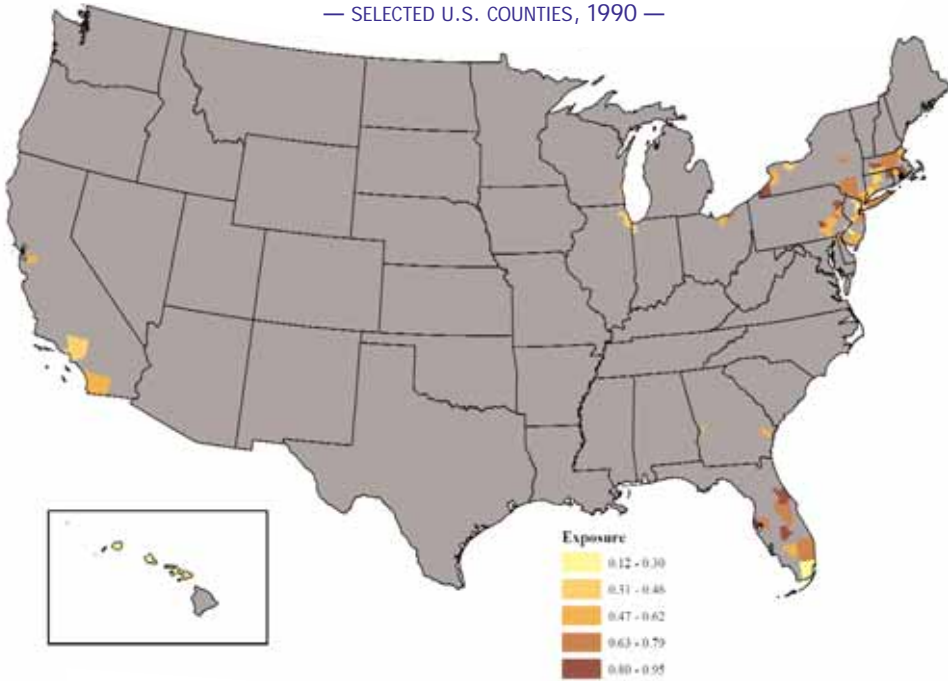 — SELECTED U.S. COUNTIES, 1990 —
Exposure
0.12 - 0.30
0.31 - 0.46
0.47 - 0.62
0.63 - 0.79
0.80 - 0.95